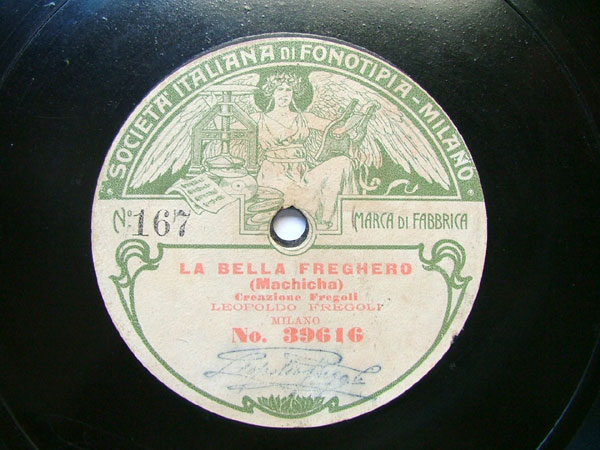 SOCIETÀ ITALIANA DI FONOTIPIA - MILANO
No. 167
MARCA DI FABBRICA
LA BELLA FREGHERO
(Machicha)
Creazione Fregoli
LEOPOLDO FREGOLI
MILANO
No. 39616